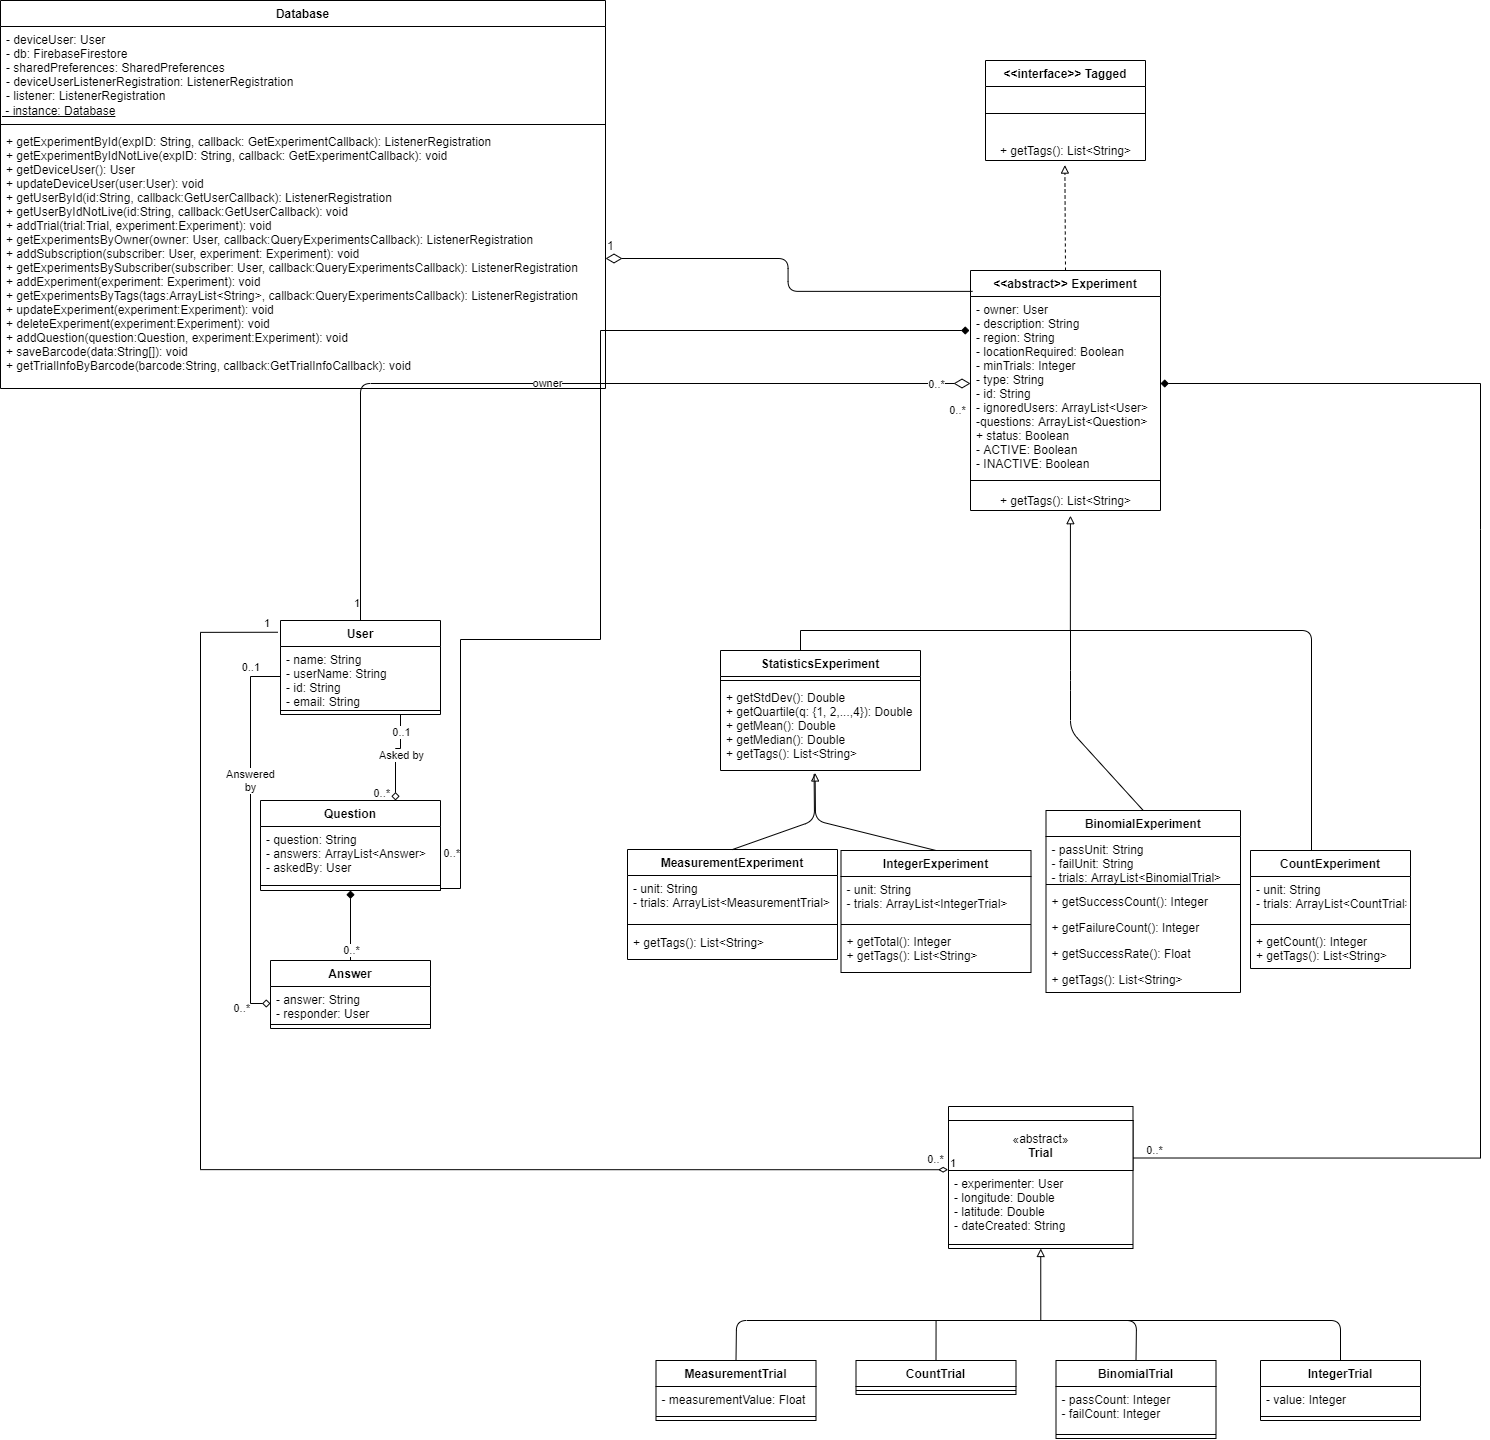 Database
- deviceUser: User
- db: FirebaseFirestore
- sharedPreferences: SharedPreferences
- deviceUserListenerRegistration: ListenerRegistration
- listener: ListenerRegistration
- instance: Database
+ getExperimentById(expID: String, callback: GetExperimentCallback): ListenerRegistration
+ getExperimentByIdNotLive(expID: String, callback: GetExperimentCallback): void
+ getDeviceUser(): User
+ updateDeviceUser(user:User): void
+ getUserById(id:String, callback:GetUserCallback): ListenerRegistration
+ getUserByIdNotLive(id:String, callback:GetUserCallback): void
+ addTrial(trial:Trial, experiment:Experiment): void
+ getExperimentsByOwner(owner: User, callback:QueryExperimentsCallback): ListenerRegistration
+ addSubscription(subscriber: User, experiment: Experiment): void
+ getExperimentsBySubscriber(subscriber: User, callback:QueryExperimentsCallback): ListenerRegistration
+ addExperiment(experiment: Experiment): void
+ getExperimentsByTags(tags:ArrayList<String>, callback:QueryExperimentsCallback): ListenerRegistration
+ updateExperiment(experiment:Experiment): void
+ deleteExperiment(experiment:Experiment): void
+ addQuestion(question:Question, experiment:Experiment): void
+ saveBarcode(data:String[]): void
+ getTrialInfoByBarcode(barcode:String, callback:GetTrialInfoCallback): void
<<interface>> Tagged
+ getTags(): List<String>
1
<<abstract>> Experiment
- owner: User
- description: String
- region: String
- locationRequired: Boolean
- minTrials: Integer
- type: String
- id: String
- ignoredUsers: ArrayList<User>
-questions: ArrayList<Question>
+ status: Boolean
- ACTIVE: Boolean
- INACTIVE: Boolean
+ getTags(): List<String>
owner
0..*
0..*
1
1
User
- name: String
- userName: String
- id: String
- email: String
0..1
0..1
Asked by
Answered
by
0..*
Question
- question: String
- answers: ArrayList<Answer>
- askedBy: User
0..*
0..*
Answer
- answer: String
- responder: User
0..*
StatisticsExperiment
+ getStdDev(): Double
+ getQuartile(q: {1, 2,...,4}): Double
+ getMean(): Double
+ getMedian(): Double
+ getTags(): List<String>
MeasurementExperiment
- unit: String
- trials: ArrayList<MeasurementTrial>
+ getTags(): List<String>
IntegerExperiment
- unit: String
- trials: ArrayList<IntegerTrial>
+ getTotal(): Integer
+ getTags(): List<String>
BinomialExperiment
- passUnit: String
- failUnit: String
- trials: ArrayList<BinomialTrial>
+ getSuccessCount(): Integer
+ getFailureCount(): Integer
+ getSuccessRate(): Float
+ getTags(): List<String>
CountExperiment
- unit: String
- trials: ArrayList<CountTrial
+ getCount(): Integer
+ getTags(): List<String>
«abstract»
Trial
0..*
1
0..*
- experimenter: User
- longitude: Double
- latitude: Double
- dateCreated: String
MeasurementTrial
- measurementValue: Float
CountTrial
BinomialTrial
- passCount: Integer
- failCount: Integer
IntegerTrial
- value: Integer